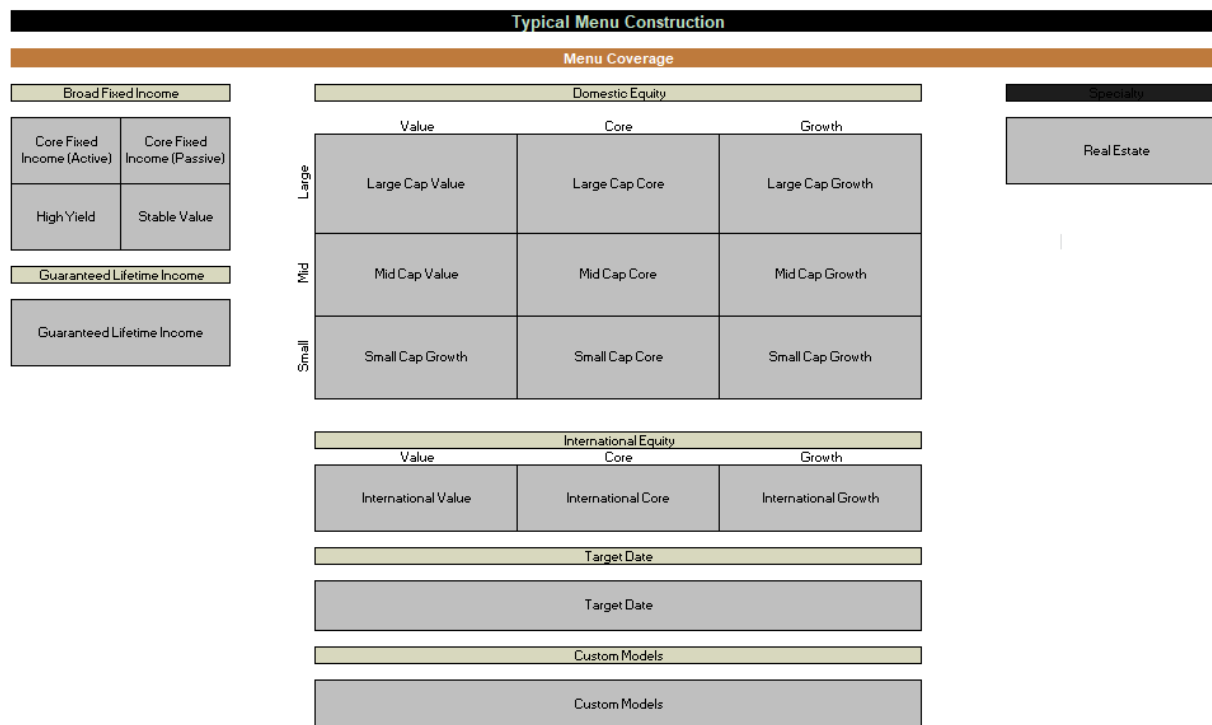 Typical Menu Construction
Menu Coverage
Broad Fixed Income
Core Fixed
Income (Active)
Core Fixed
Income (Passive)
High Yield
Stable Value
Guaranteed Lifetime Income
Guaranteed Lifetime Income
Domestic Equity
Value
Core
Growth
Large
Large Cap Value
Large Cap Core
Large Cap Growth
Mid
Mid Cap Value
Mid Cap Core
Mid Cap Growth
Small
Small Cap Growth
Small Cap Core
Small Cap Growth
International Equity
Value
Core
Growth
International Value
International Core
International Growth
Target Date
Target Date
Custom Models
Custom Models
Specialty
Real Estate